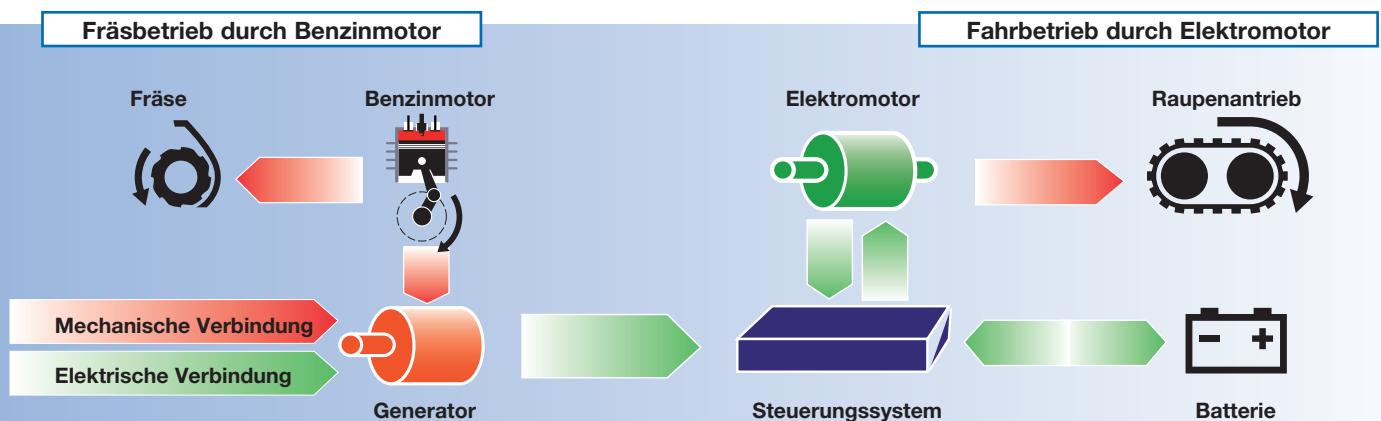 Fräsbetrieb durch Benzinmotor
Fahrbetrieb durch Elektromotor
Fräse
Benzinmotor
Elektromotor
Raupenantrieb
Mechanische Verbindung
Elektrische Verbindung
Generator
Steuerungssystem
Batterie